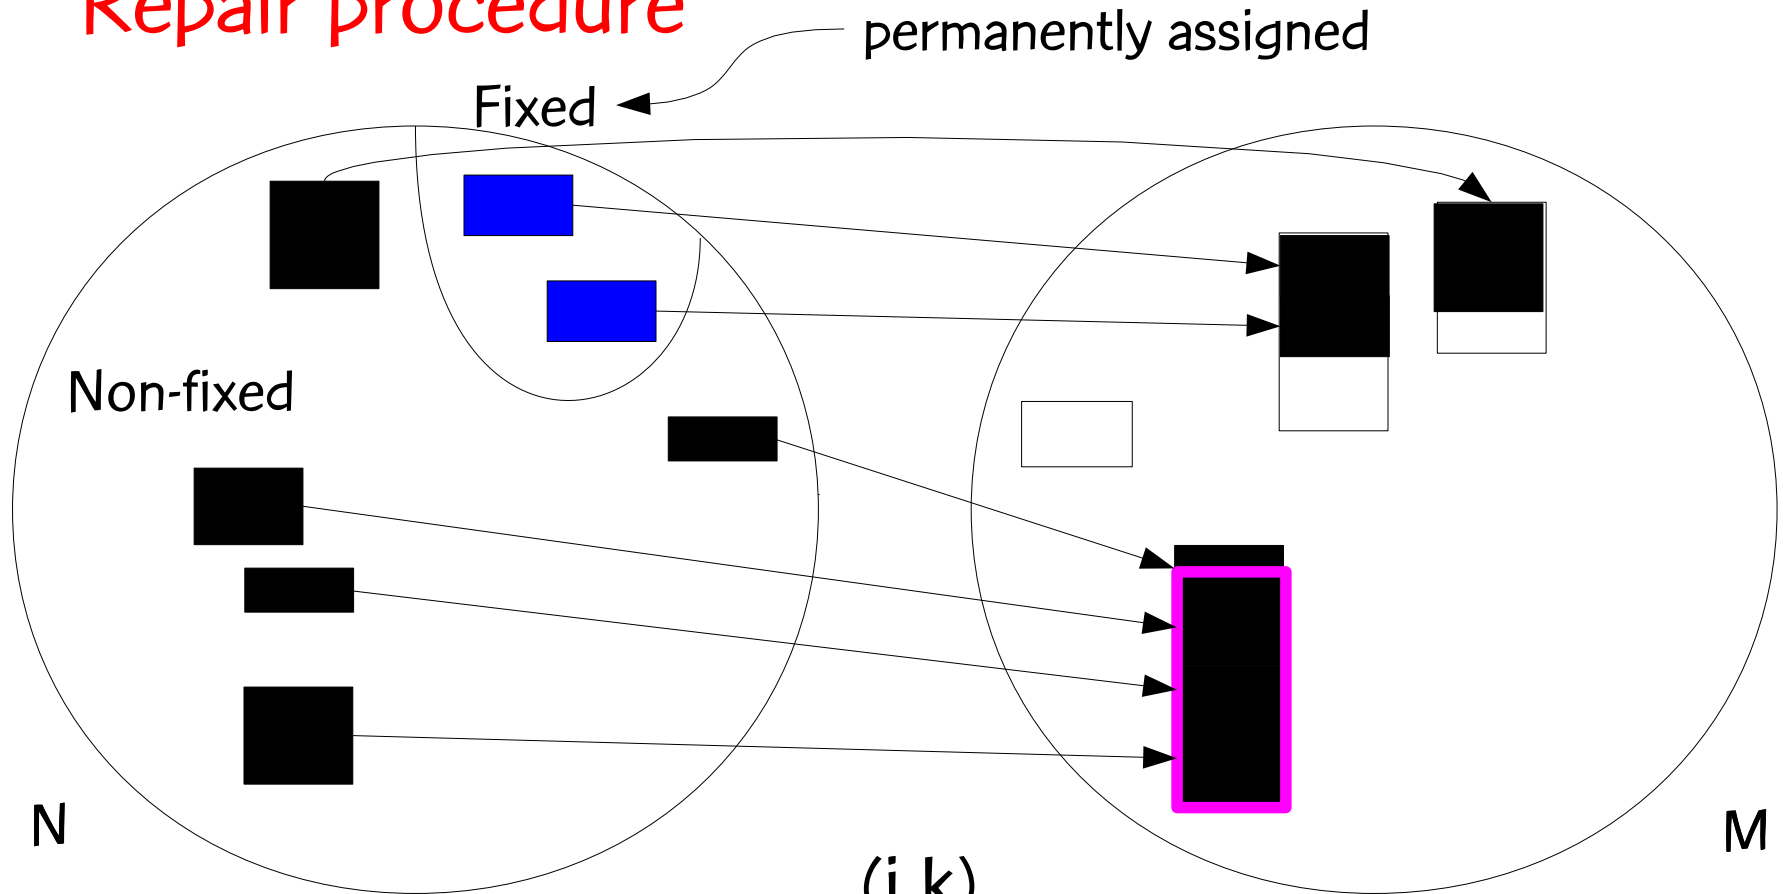 Repair procedure
permanently assigned
Fixed
Non-fixed
N
M
(i,k)